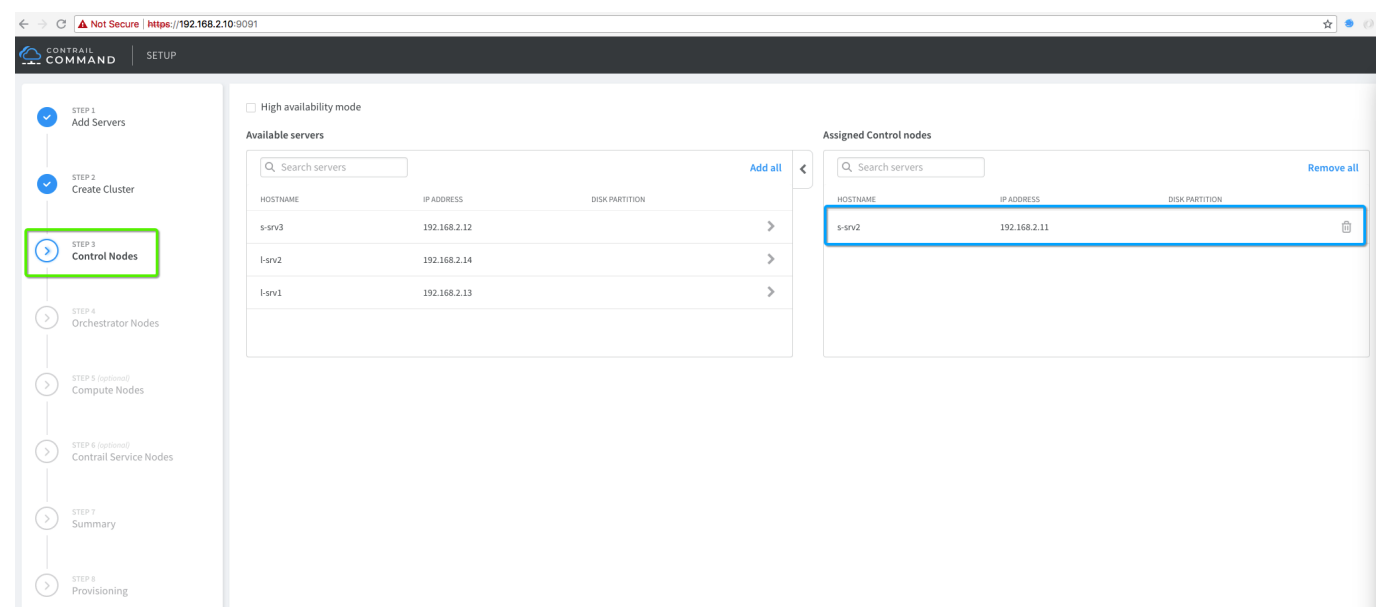 Not Secure | https://192.168.2.10:9091
CONTRAIL
COMMAND
SETUP
STEP 1
Add Servers
STEP 2
Create Cluster
STEP 3
Control Nodes
STEP 4
Orchestrator Nodes
STEP 5 (optional)
Compute Nodes
STEP 6 (optional)
Contrail Service Nodes
STEP 7
Summary
STEP 8
Provisioning
High availability mode
Available servers
Search servers
Add all
HOSTNAME IP ADDRESS DISK PARTITION
s-srv3 192.168.2.12
l-srv2 192.168.2.14
l-srv1 192.168.2.13
Assigned Control nodes
Search servers
Remove all
HOSTNAME IP ADDRESS DISK PARTITION
s-srv2 192.168.2.11